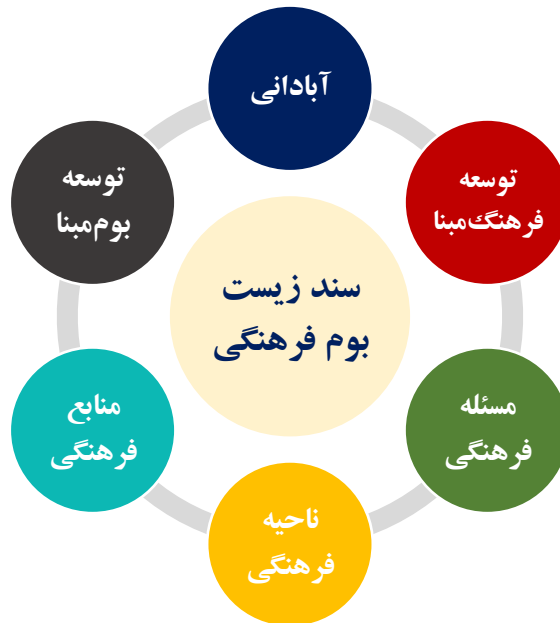 آبادانی
توسعه
فرهنگ‌مبنا
مسئله
فرهنگی
ناحیه
فرهنگی
منابع
فرهنگی
توسعه
بوم‌مبنا
سند زیست
بوم فرهنگی